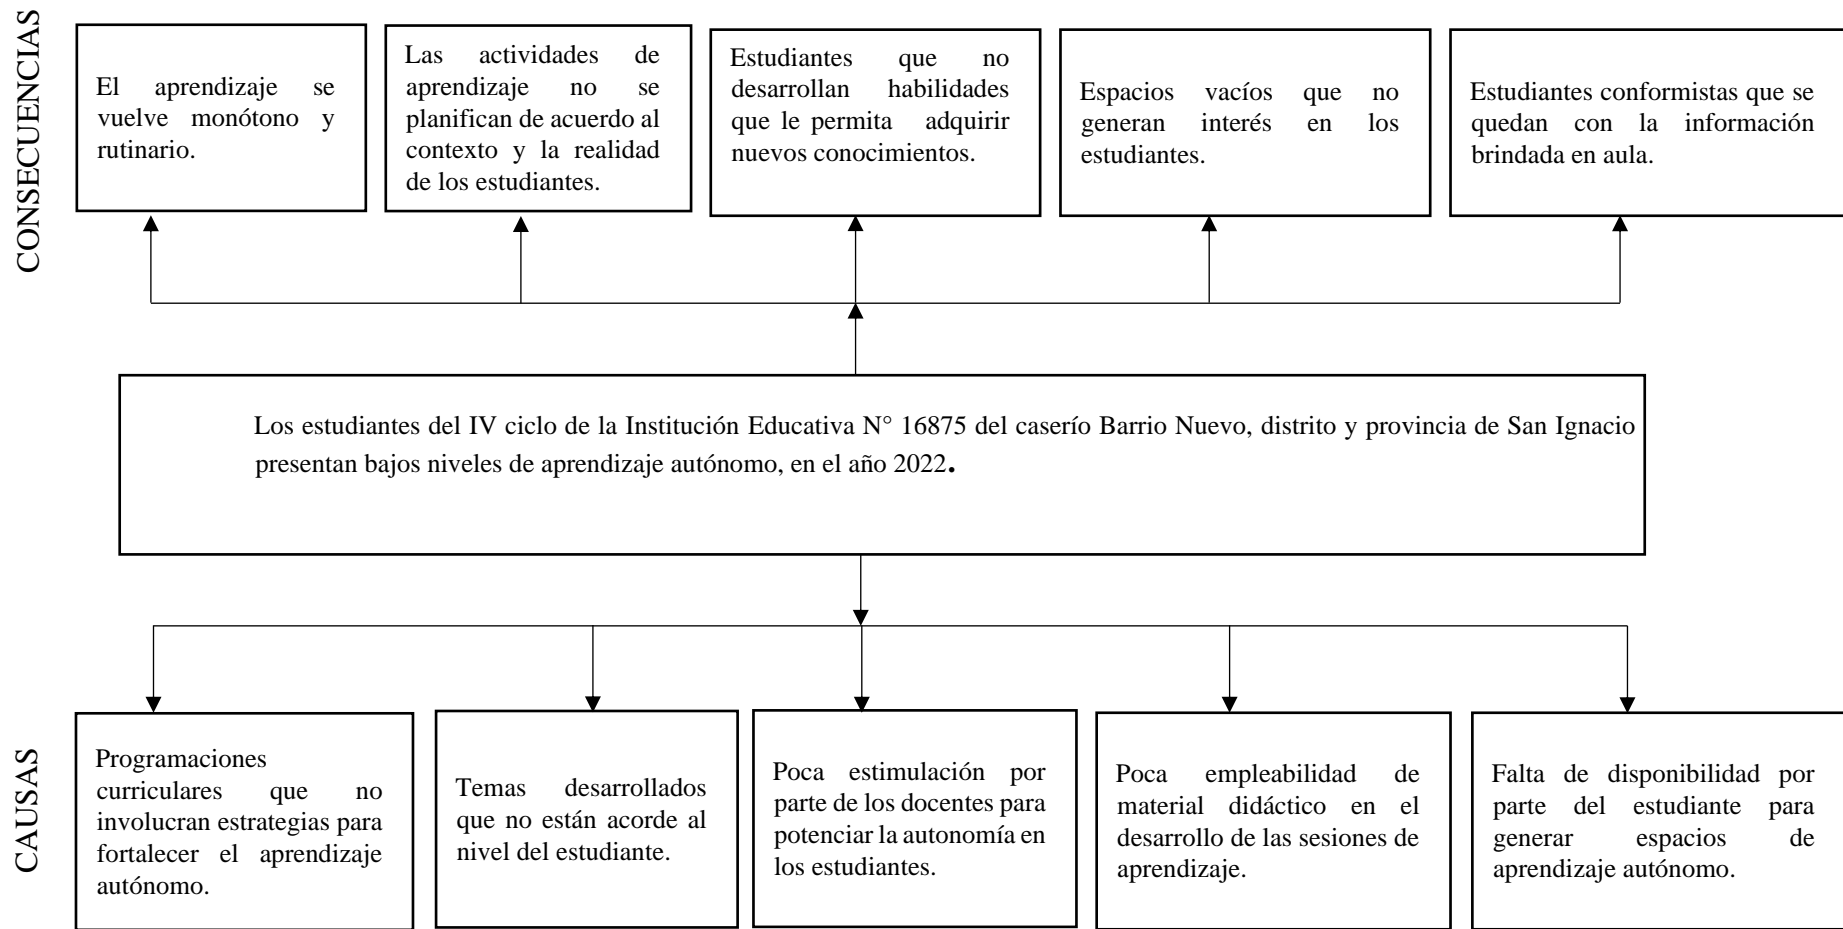 CONSECUENCIAS
El aprendizaje se
vuelve monótono y
rutinario.
Las actividades de
aprendizaje no se
planifican de acuerdo al
contexto y la realidad
de los estudiantes.
Estudiantes que no
desarrollan habilidades
que le permita adquirir
nuevos conocimientos.
Espacios vacíos que no
generan interés en los
estudiantes.
Estudiantes conformistas que se
quedan con la información
brindada en aula.
Los estudiantes del IV ciclo de la Institución Educativa N° 16875 del caserío Barrio Nuevo, distrito y provincia de San Ignacio
presentan bajos niveles de aprendizaje autónomo, en el año 2022.
CAUSAS
Programaciones
curriculares que no
involucran estrategias para
fortalecer el aprendizaje
autónomo.
Temas desarrollados
que no están acorde al
nivel del estudiante.
Poca estimulación por
parte de los docentes para
potenciar la autonomía en
los estudiantes.
Poca empleabilidad de
material didáctico en el
desarrollo de las sesiones de
aprendizaje.
Falta de disponibilidad por
parte del estudiante para
generar espacios de
aprendizaje autónomo.